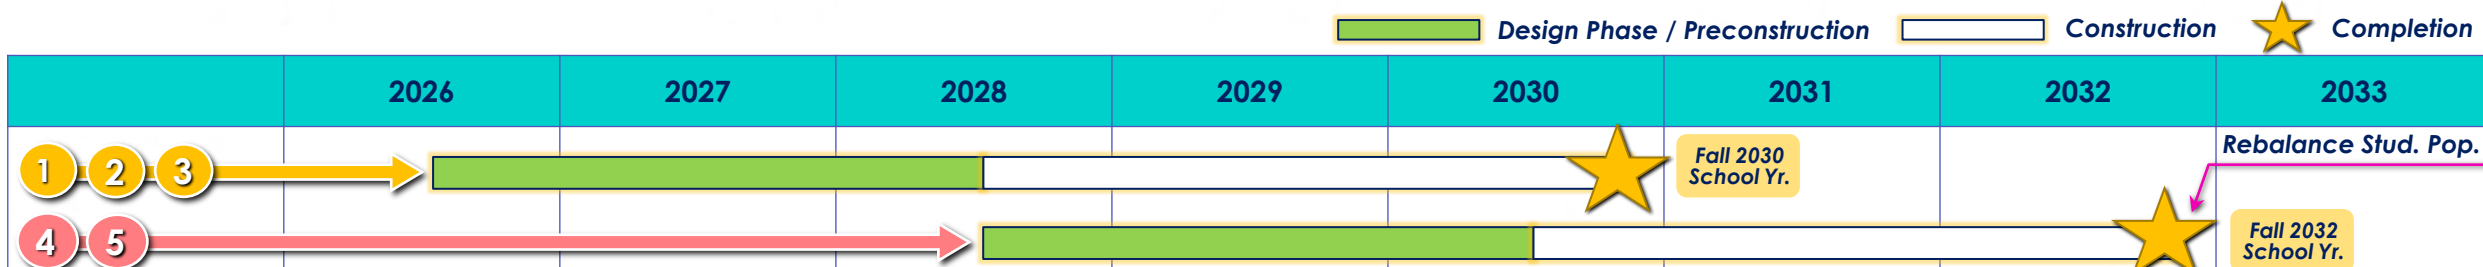 Design Phase / Preconstruction Construction Completion
2026 2027 2028 2029 2030 2031 2032 2033
Rebalance Stud. Pop.
1 2 3
Fall 2030
School Yr.
4 5
Fall 2032
School Yr.